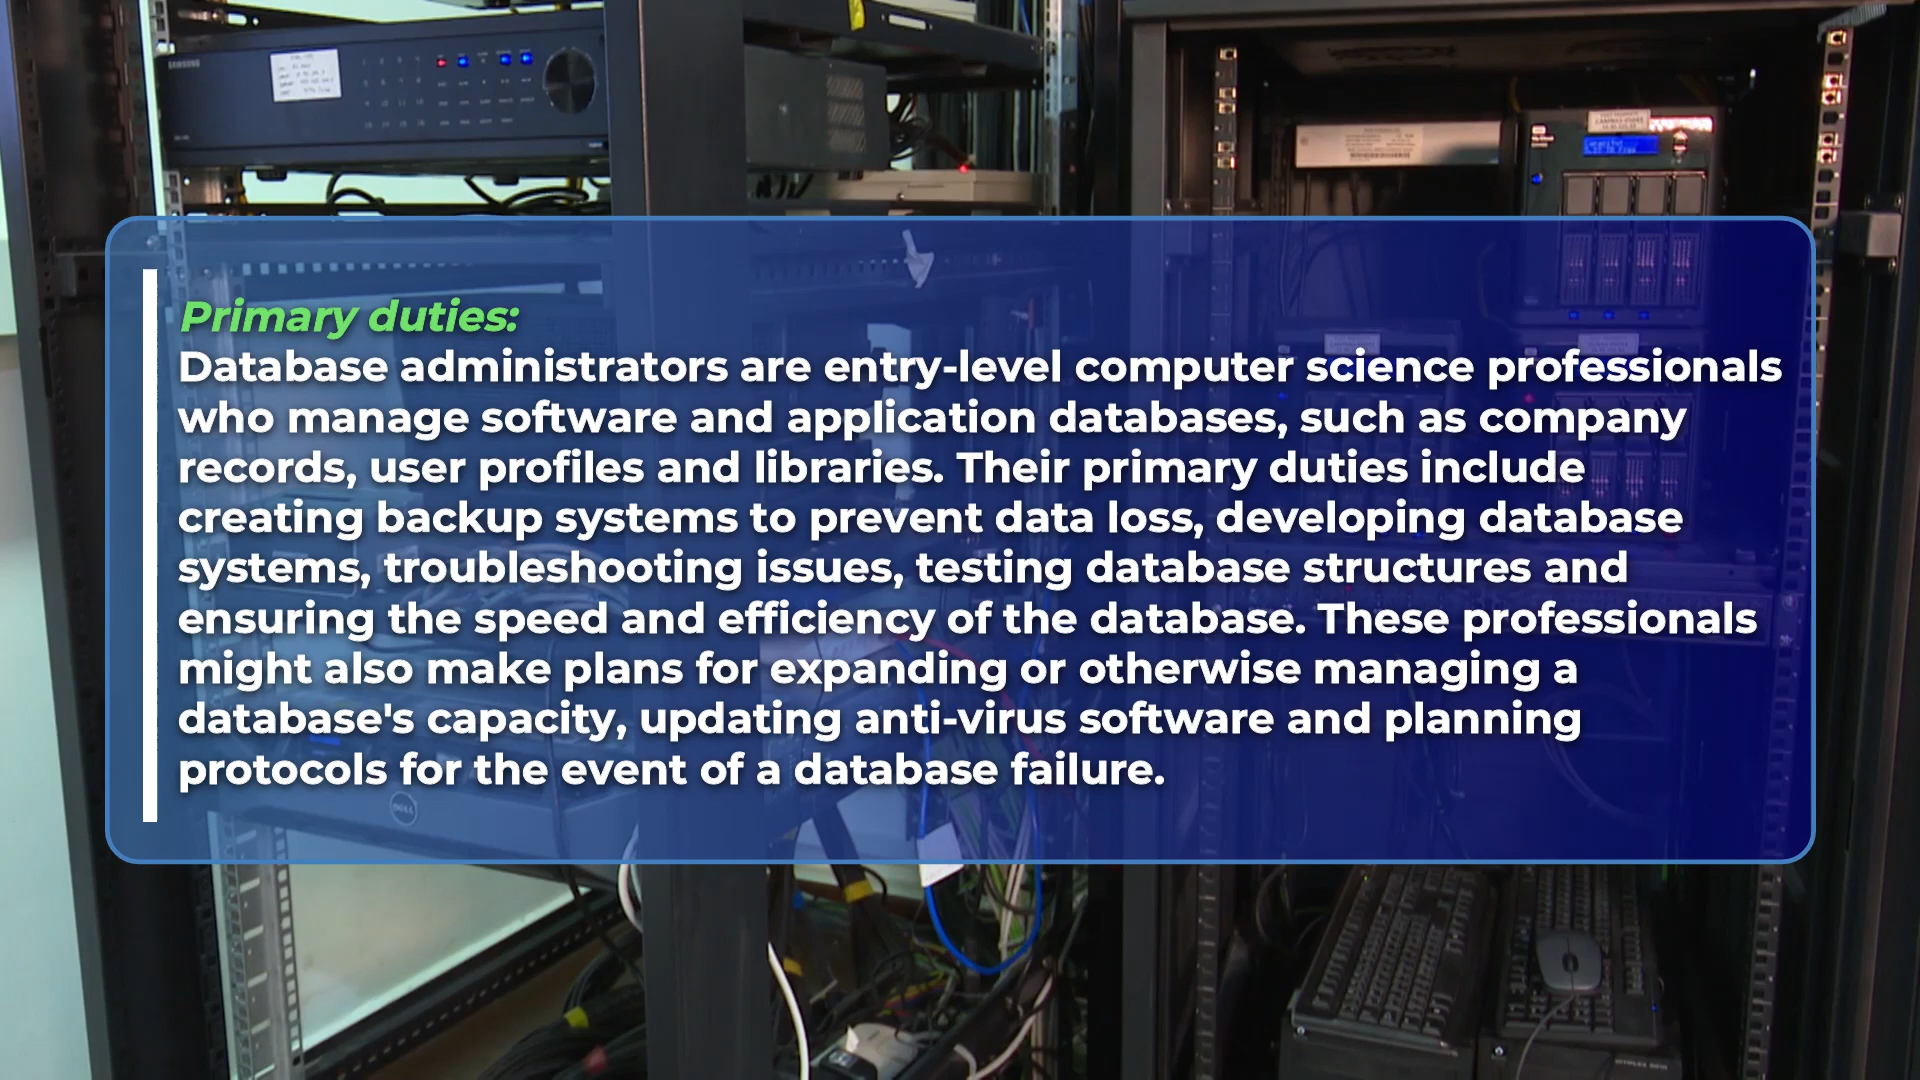 SAMSUNG
Primary duties:
Database administrators are entry-level computer science professionals
who manage software and application databases, such as company
records, user profiles and libraries. Their primary duties include
creating backup systems to prevent data loss, developing database
systems, troubleshooting issues, testing database structures and
ensuring the speed and efficiency of the database. These professionals
might also make plans for expanding or otherwise managing a
database's capacity, updating anti-virus software and planning
protocols for the event of a database failure.
DELL